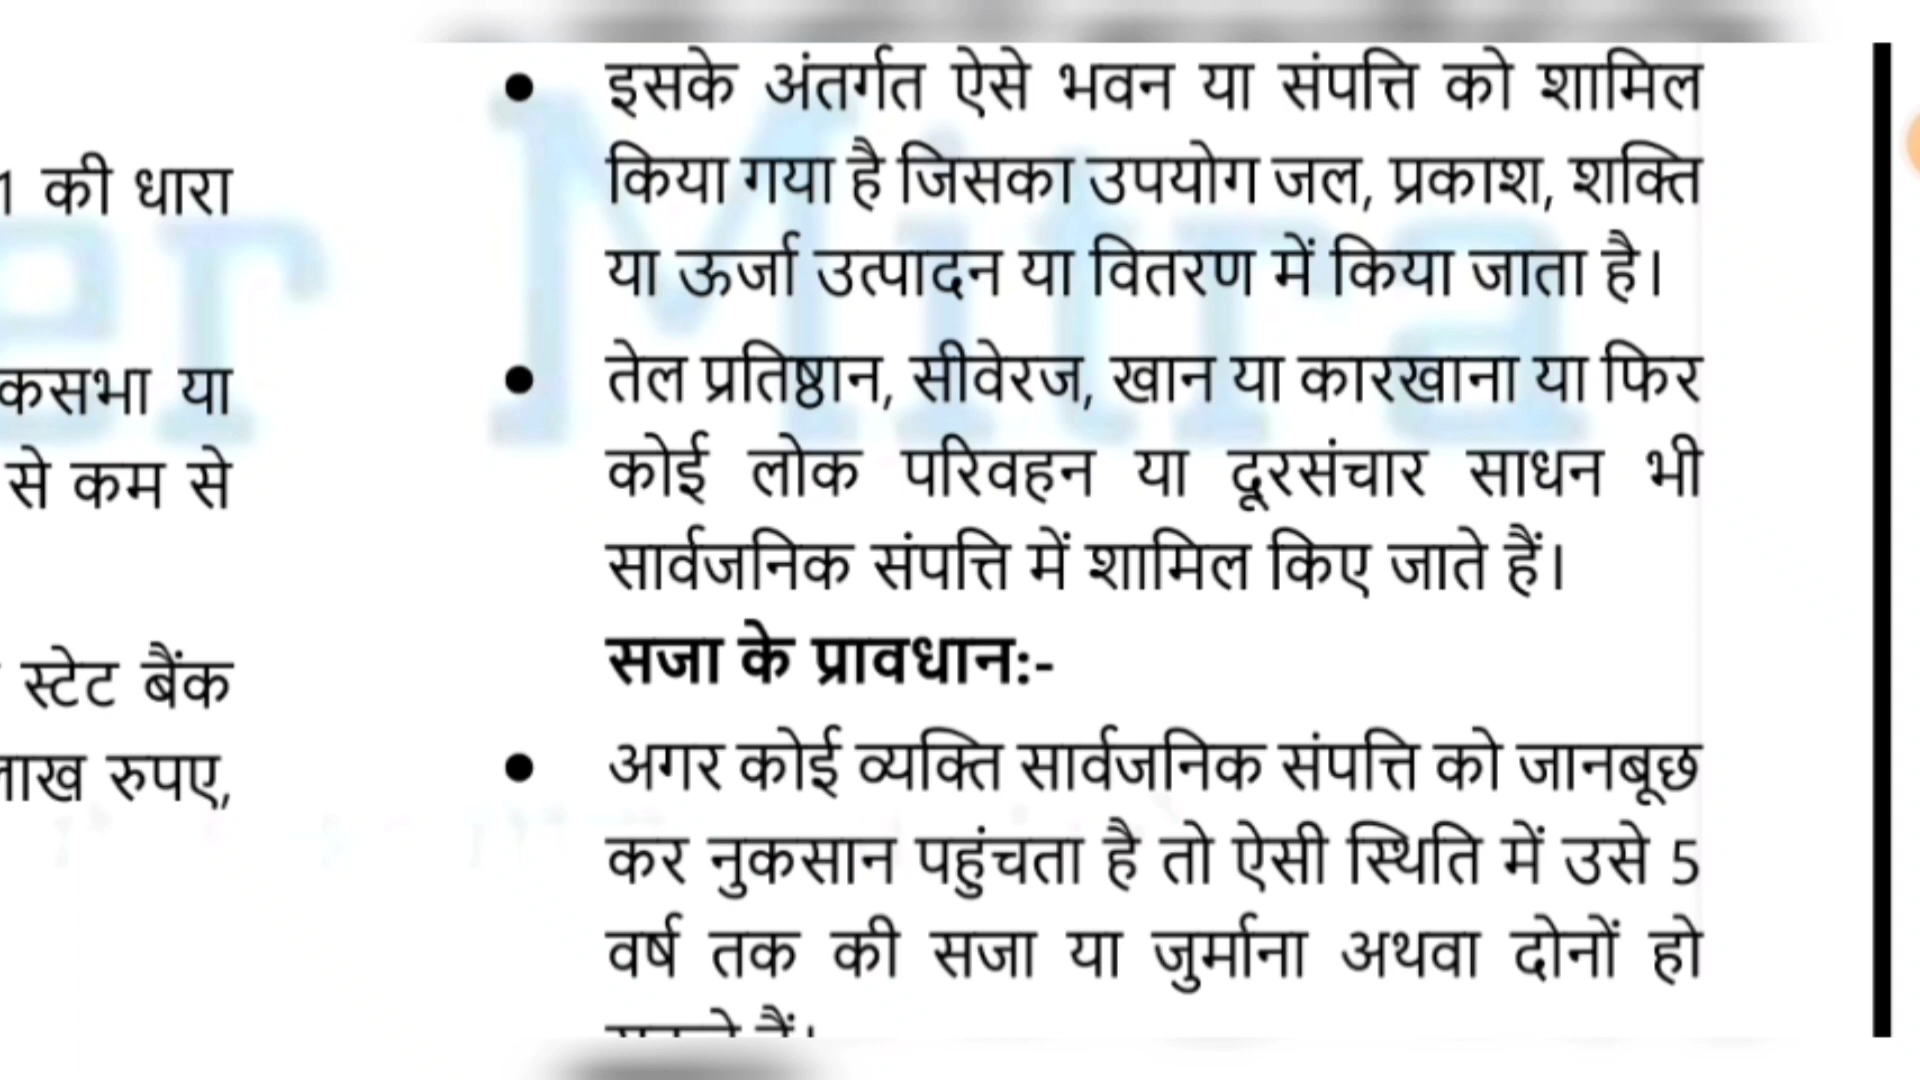 1 की धारा
कसभा या
से कम से
स्टेट बैंक
लाख रुपए,
इसके अंतर्गत ऐसे भवन या संपत्ति को शामिल
किया गया है जिसका उपयोग जल, प्रकाश, शक्ति
या ऊर्जा उत्पादन या वितरण में किया जाता है।
तेल प्रतिष्ठान, सीवेरज, खान या कारखाना या फिर
कोई लोक परिवहन या दूरसंचार साधन भी
सार्वजनिक संपत्ति में शामिल किए जाते हैं।
सजा के प्रावधान:-
अगर कोई व्यक्ति सार्वजनिक संपत्ति को जानबूछ
कर नुकसान पहुंचता है तो ऐसी स्थिति में उसे 5
वर्ष तक की सजा या जुर्माना अथवा दोनों हो
er Mitra